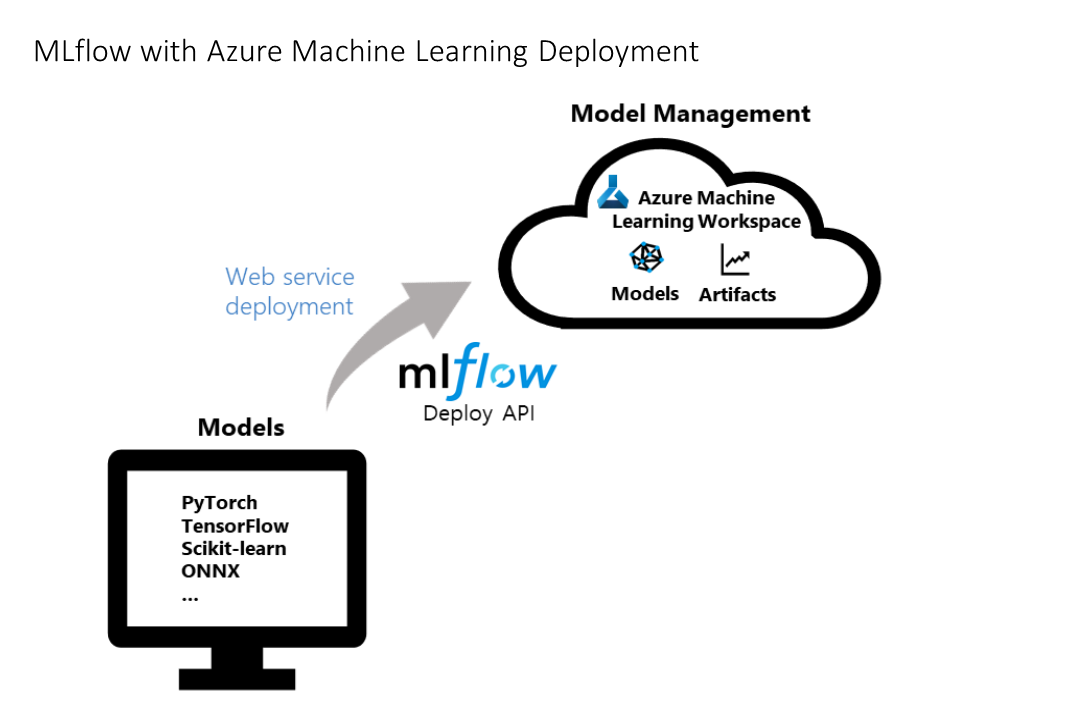 MLflow with Azure Machine Learning Deployment
Model Management
Azure Machine
Learning Workspace
Models Artifacts
Web service
deployment
mlflow
Deploy API
Models
PyTorch
TensorFlow
Scikit-learn
ONNX
...